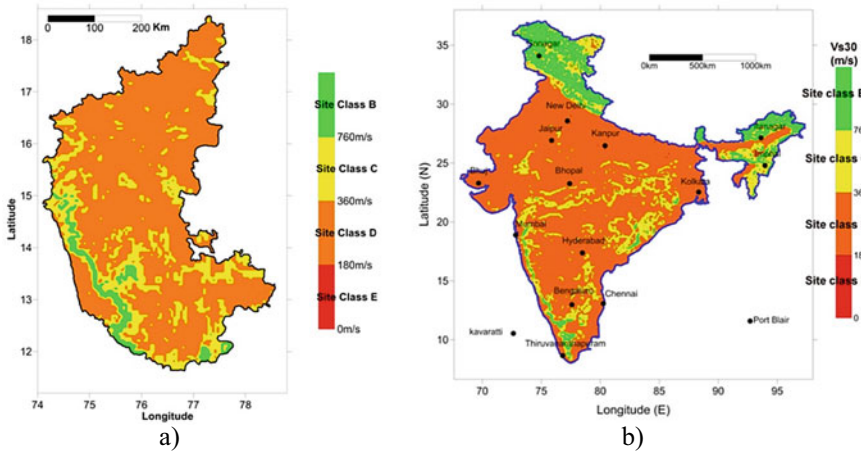 0 100 200 Km
18
17
16
15
14
13
12
Latitude
74 75 76 77 78
Longitude
Site Class B
760m/s
Site Class C
360m/s
Site Class D
180m/s
Site Class E
0m/s
a)
35
30
25
20
15
10
Latitude (N)
0km 500km 1000km
New Delhi
Jaipur
Kanpur
Bhopal
Kolkata
Mumbai
Hyderabad
Chennai
kavaratti
Port Blair
70 75 80 85 90 95
Longitude (E)
Vs30
(m/s)
Site class
Site class
Site class
Site class
0
b)